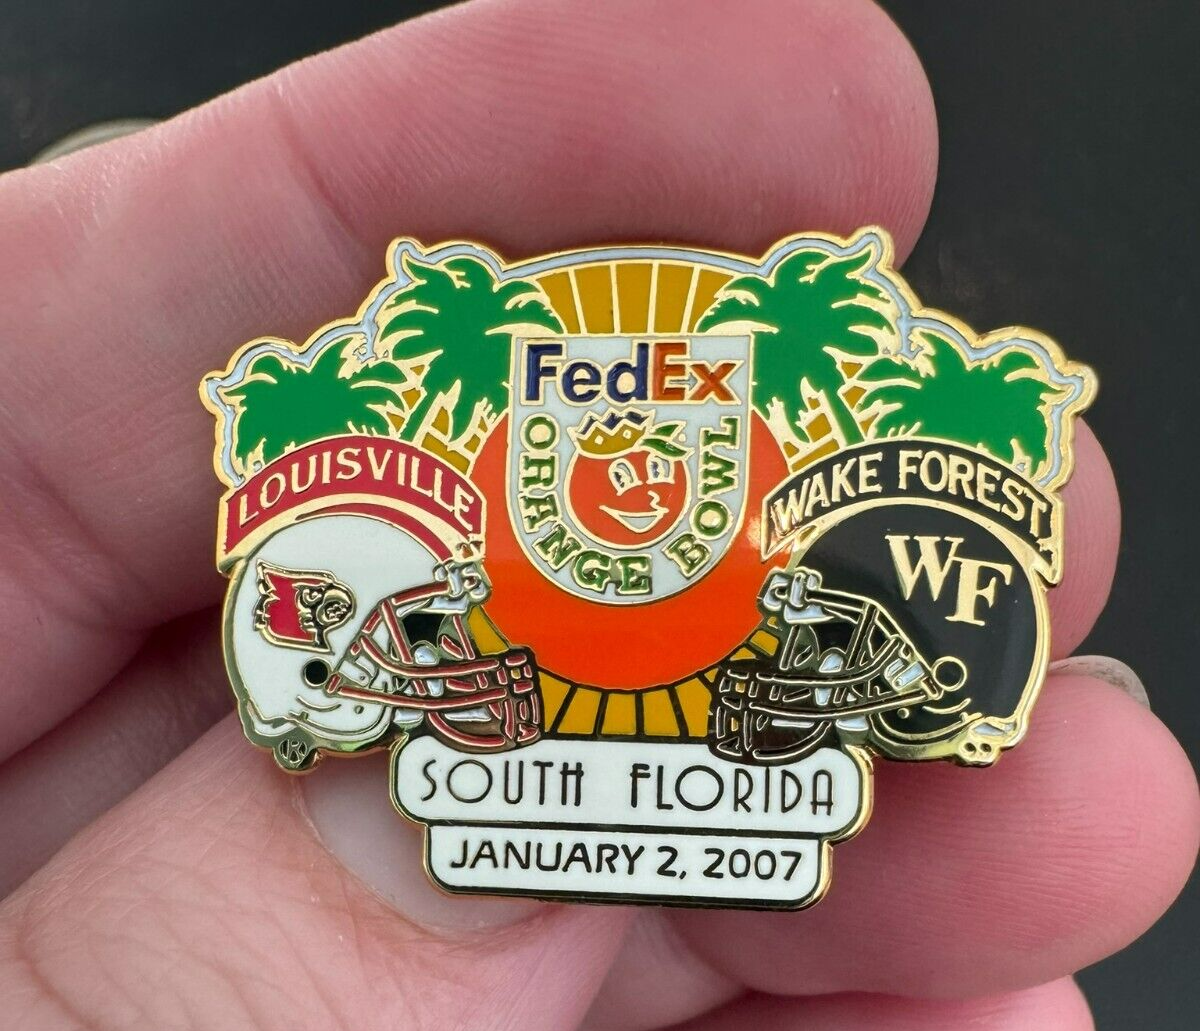 FedEx
ORANGE BOWL
LOUISVILLE
WAKE FOREST
WF
®
SOUTH FLORIDA
JANUARY 2, 2007